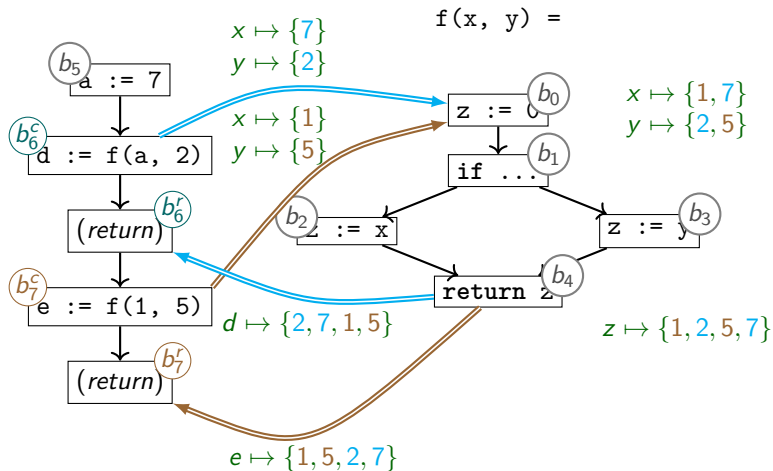 f(x, y) =
x ↦ {7}
y ↦ {2}
b₅
a := 7
b₀
z := 0
x ↦ {1, 7}
y ↦ {2, 5}
x ↦ {1}
y ↦ {5}
b₆ᶜ
d := f(a, 2)
b₁
if ...
b₆ʳ
(return)
b₂
z := x
b₃
z := y
b₇ᶜ
e := f(1, 5)
b₄
return z
d ↦ {2, 7, 1, 5}
z ↦ {1, 2, 5, 7}
b₇ʳ
(return)
e ↦ {1, 5, 2, 7}